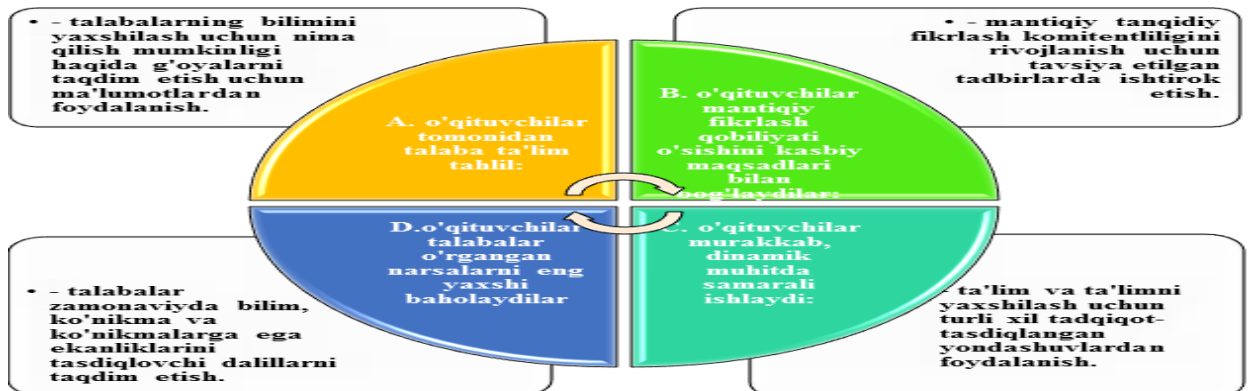 • - talabalarning bilimini
yaxshilash uchun nima
qilish mumkinligi
haqida g'oyalarni
taqdim etish uchun
ma'lumotlardan
foydalanish.
• - mantiqiy tanqidiy
fikrlash komitentliligini
rivojlanish uchun
tavsiya etilgan
tadbirlarda ishtirok
etish.
A. o'qituvchilar
tomonidan
talaba ta'lim
tahlil:
B. o'qituvchilar
mantiqiy
fikrlash
qobiliyati
o'sishini kasbiy
maqsadlari
bilan
bog'laydilar:
D.o'qituvchilar
talabalar
o'rgangan
narsalarni eng
yaxshi
baholaydilar
C. o'qituvchilar
murakkab,
dinamik
muhitda
samarali
ishlaydi:
• - talabalar
zamonaviyda bilim,
ko'nikma va
ko'nikmalarga ega
ekanliklarini
tasdiqlovchi dalillarni
taqdim etish.
- ta'lim va ta'limni
yaxshilash uchun
turli xil tadqiqot-
tasdiqlangan
yondashuvlardan
foydalanish.